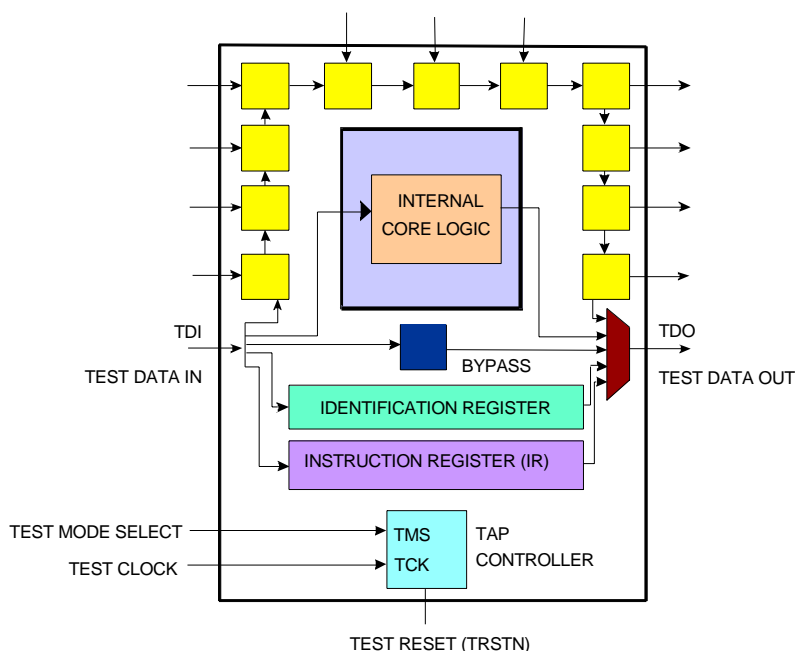 INTERNAL
CORE LOGIC
TDI
TDO
TEST DATA IN
BYPASS
TEST DATA OUT
IDENTIFICATION REGISTER
INSTRUCTION REGISTER (IR)
TEST MODE SELECT
TMS
TAP
CONTROLLER
TEST CLOCK
TCK
TEST RESET (TRSTN)